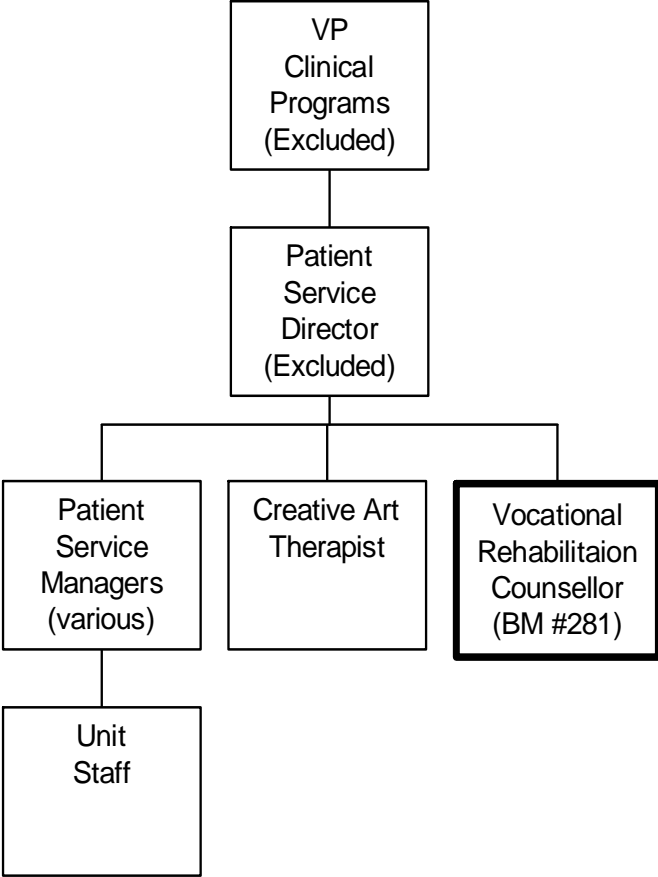 VP
Clinical
Programs
(Excluded)
Patient
Service
Director
(Excluded)
Patient
Service
Managers
(various)
Creative Art
Therapist
Vocational
Rehabilitaion
Counsellor
(BM #281)
Unit
Staff